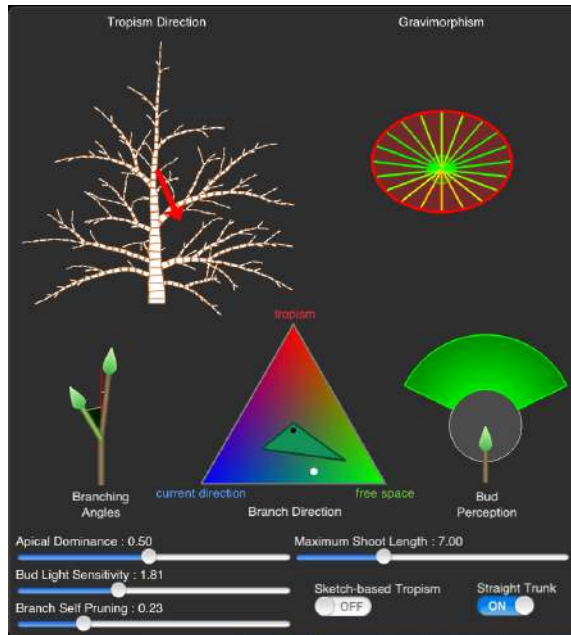 Tropism Direction
Gravimorphism
tropism
current direction
free space
Branching
Angles
Branch Direction
Bud
Perception
Apical Dominance : 0.50
Maximum Shoot Length : 7.00
Bud Light Sensitivity : 1.81
Sketch-based Tropism
Straight Trunk
OFF
ON
Branch Self Pruning : 0.23